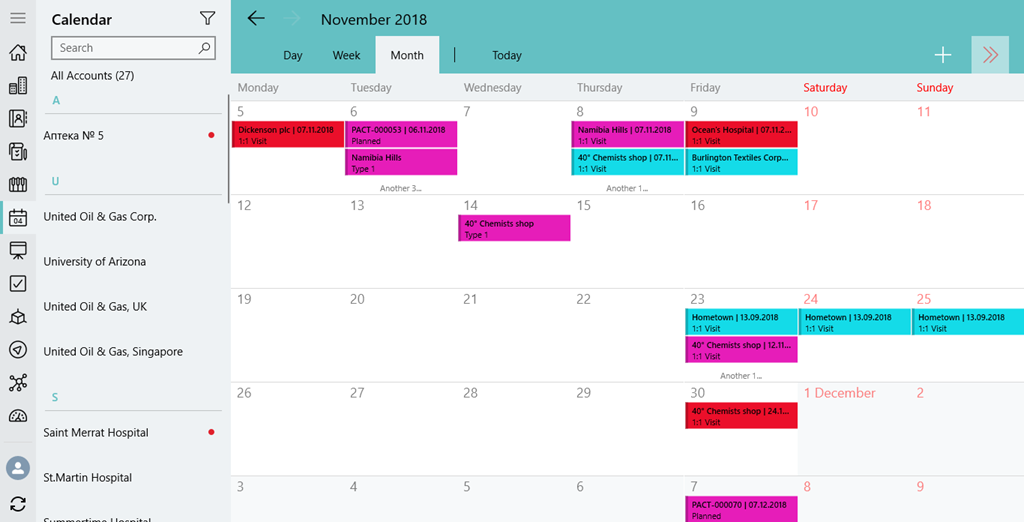 Calendar
Search
All Accounts (27)
A
Аптека № 5
U
United Oil & Gas Corp.
University of Arizona
United Oil & Gas, UK
United Oil & Gas, Singapore
S
Saint Merrat Hospital
St.Martin Hospital
Summertime Hospital
04
November 2018
Day Week Month | Today
Monday Tuesday Wednesday Thursday Friday Saturday Sunday
5 6 7 8 9 10 11
Dickenson plc | 07.11.2018
1:1 Visit
PACT-000053 | 06.11.2018
Planned
Namibia Hills
Type 1
Another 3...
Namibia Hills | 07.11.2018
1:1 Visit
40° Chemists shop | 07.11...
1:1 Visit
Another 1...
Ocean's Hospital | 07.11.2...
1:1 Visit
Burlington Textiles Corp...
1:1 Visit
12 13 14 15 16 17 18
40° Chemists shop
Type 1
19 20 21 22 23 24 25
Hometown | 13.09.2018
1:1 Visit
40° Chemists shop | 12.11...
1:1 Visit
Another 1...
Hometown | 13.09.2018
1:1 Visit
Hometown | 13.09.2018
1:1 Visit
26 27 28 29 30 1 December 2
40° Chemists shop | 24.1...
1:1 Visit
3 4 5 6 7 8 9
PACT-000070 | 07.12.2018
Planned